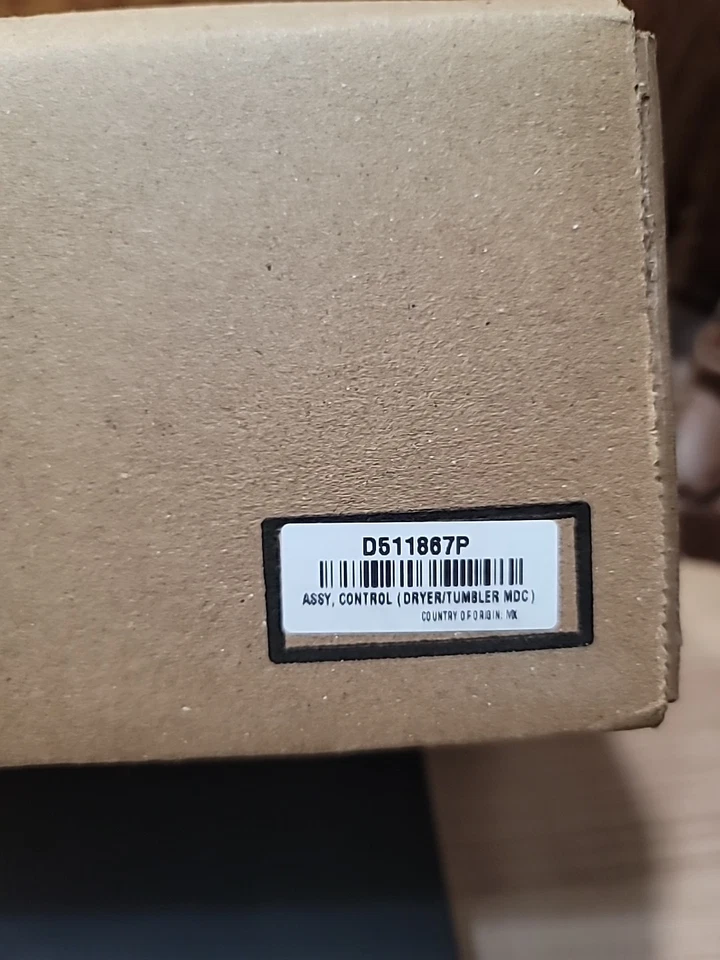 D511867P
ASSY, CONTROL (DRYER/TUMBLER MDC)
COUNTRY OF ORIGIN: MX